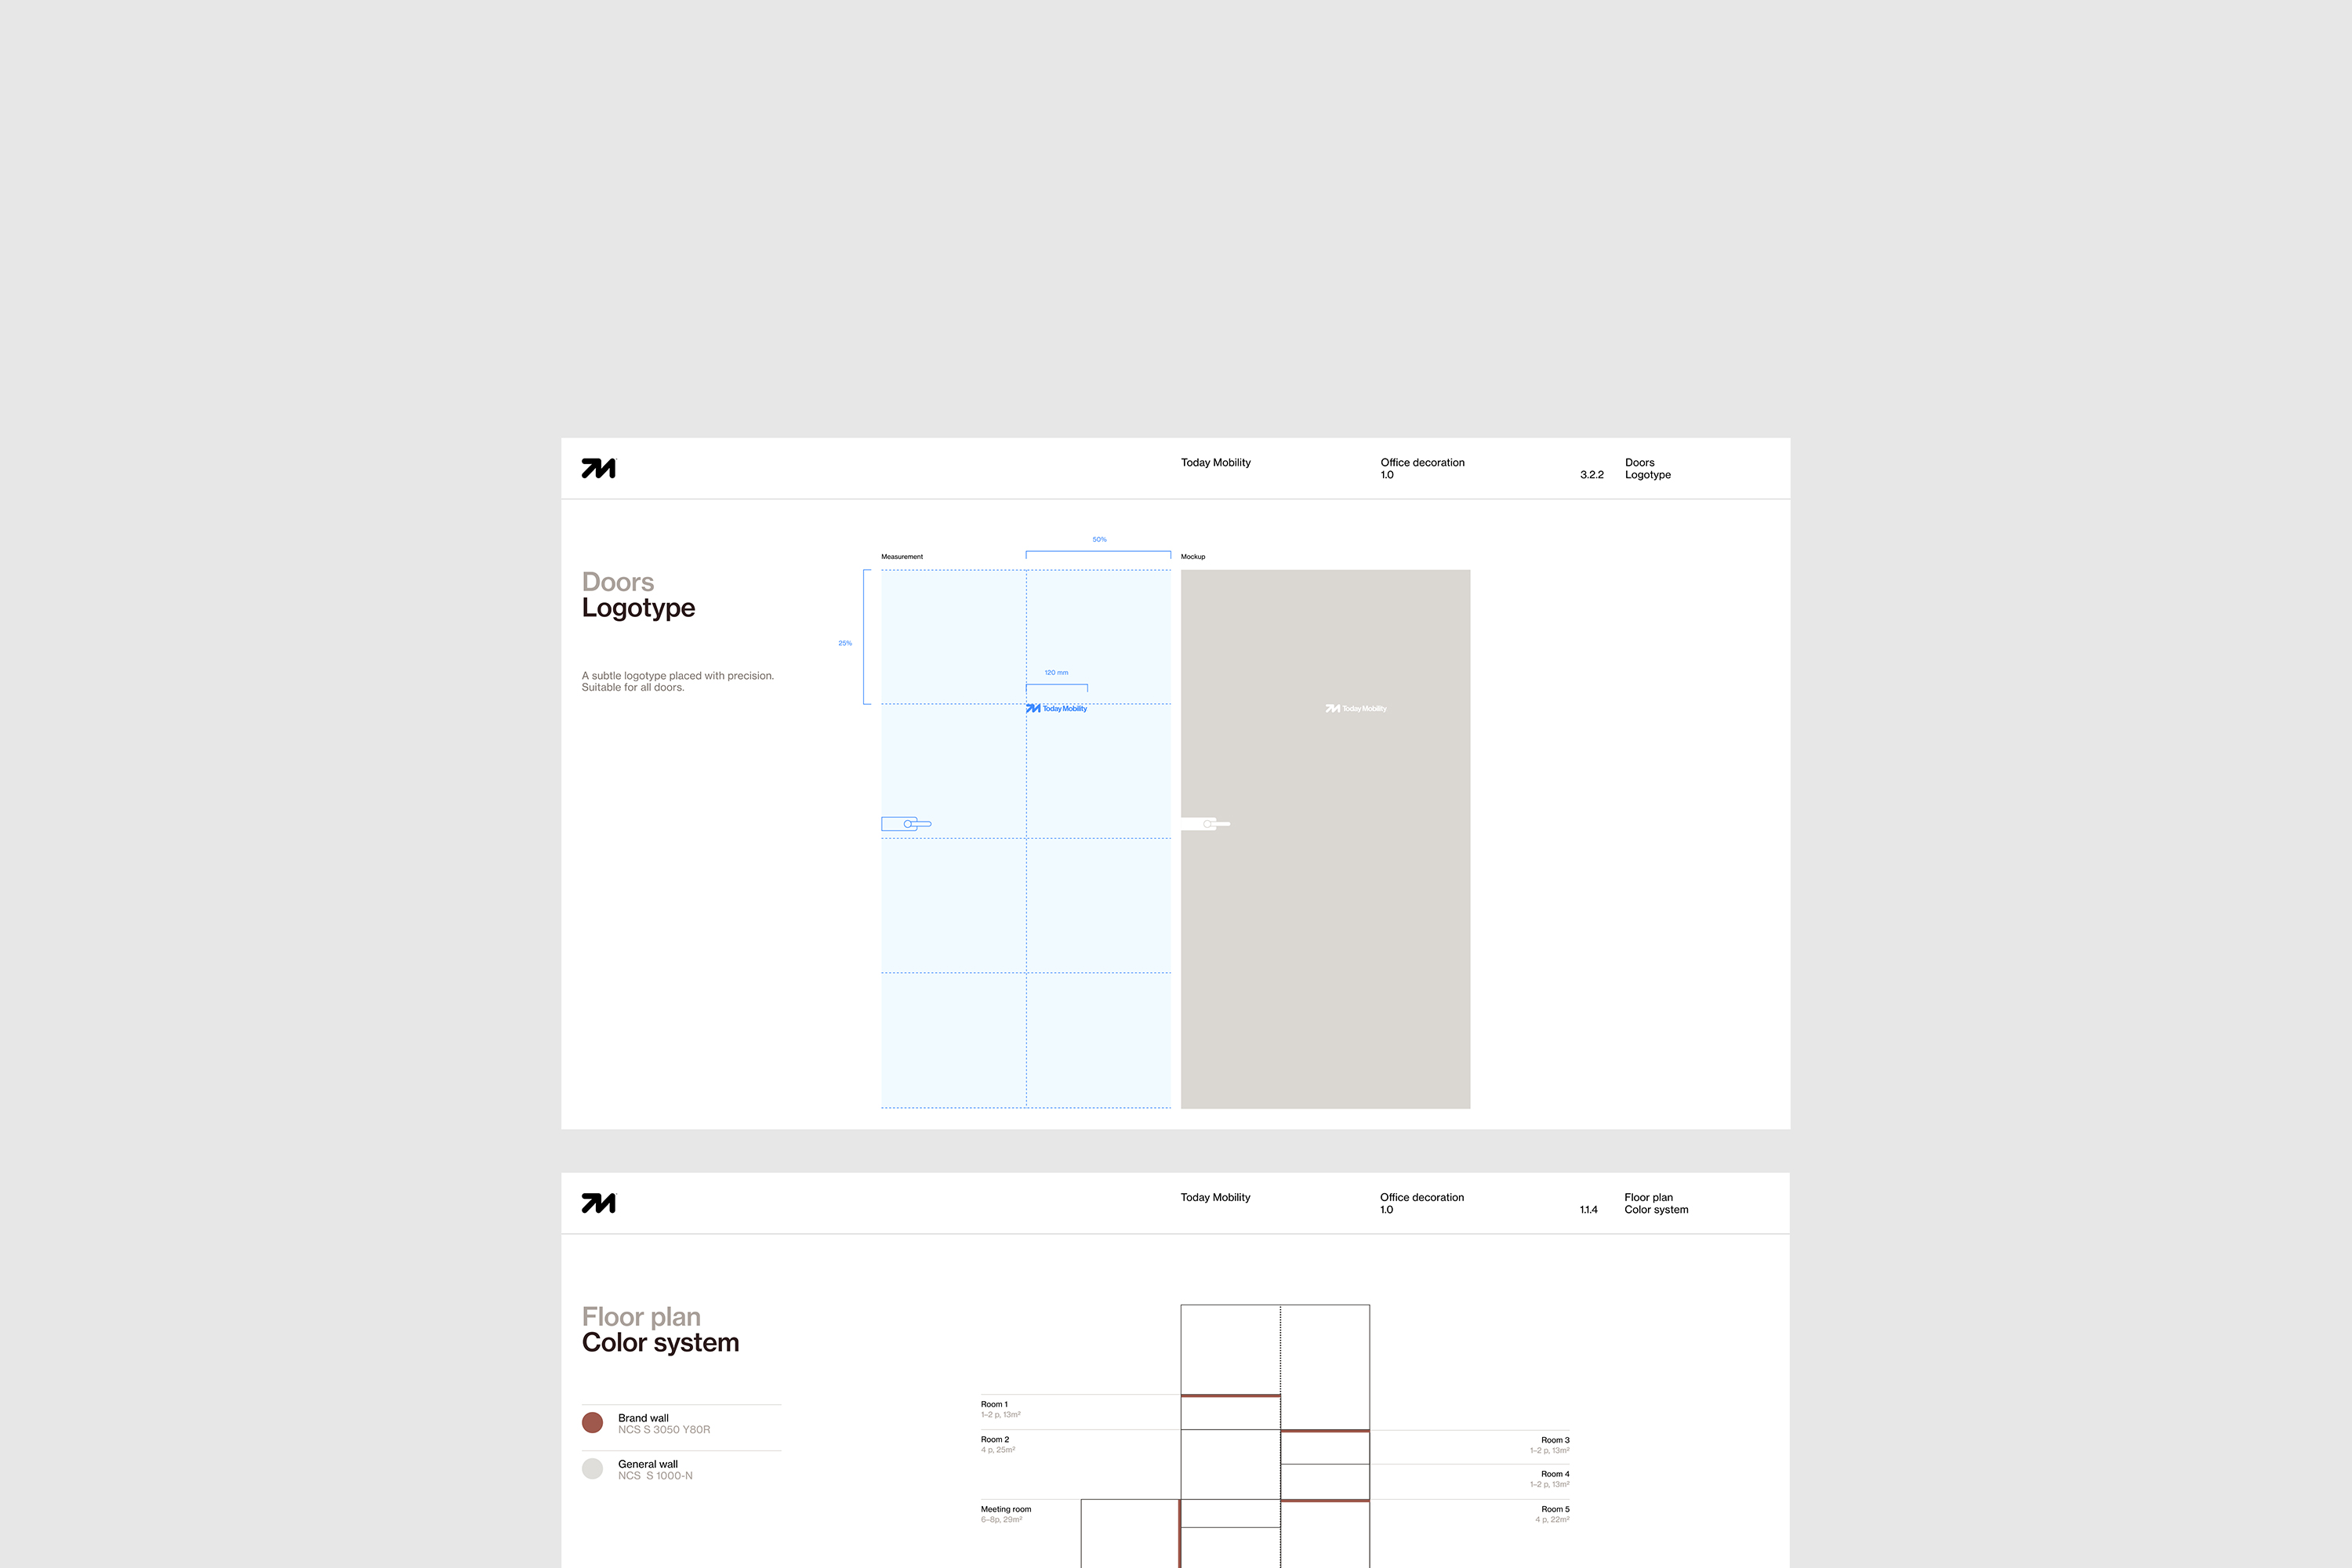 Today Mobility
Office decoration
1.0
3.2.2
Doors
Logotype
Doors
Logotype
A subtle logotype placed with precision.
Suitable for all doors.
Measurement
50%
Mockup
25%
120 mm
Today Mobility
Today Mobility
Today Mobility
Office decoration
1.0
1.1.4
Floor plan
Color system
Floor plan
Color system
Brand wall
NCS S 3050 Y80R
General wall
NCS  S 1000-N
Room 1
1–2 p, 13m²
Room 2
4 p, 25m²
Meeting room
6–8p, 29m²
Room 3
1–2 p, 13m²
Room 4
1–2 p, 13m²
Room 5
4 p, 22m²